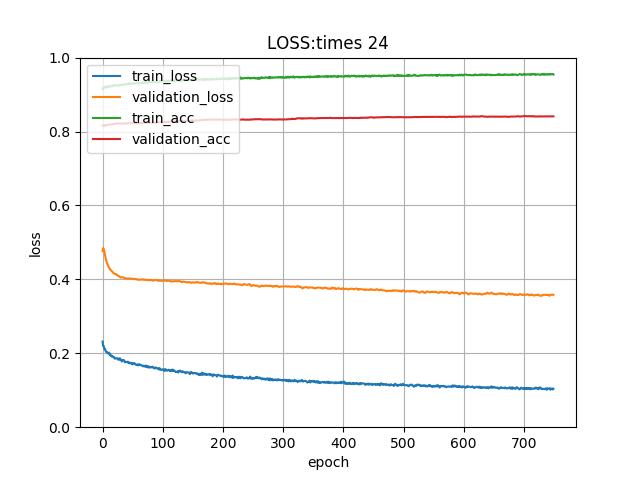 LOSS:times 24
1.0
0.8
0.6
0.4
0.2
0.0
loss
train_loss
validation_loss
train_acc
validation_acc
0 100 200 300 400 500 600 700
epoch